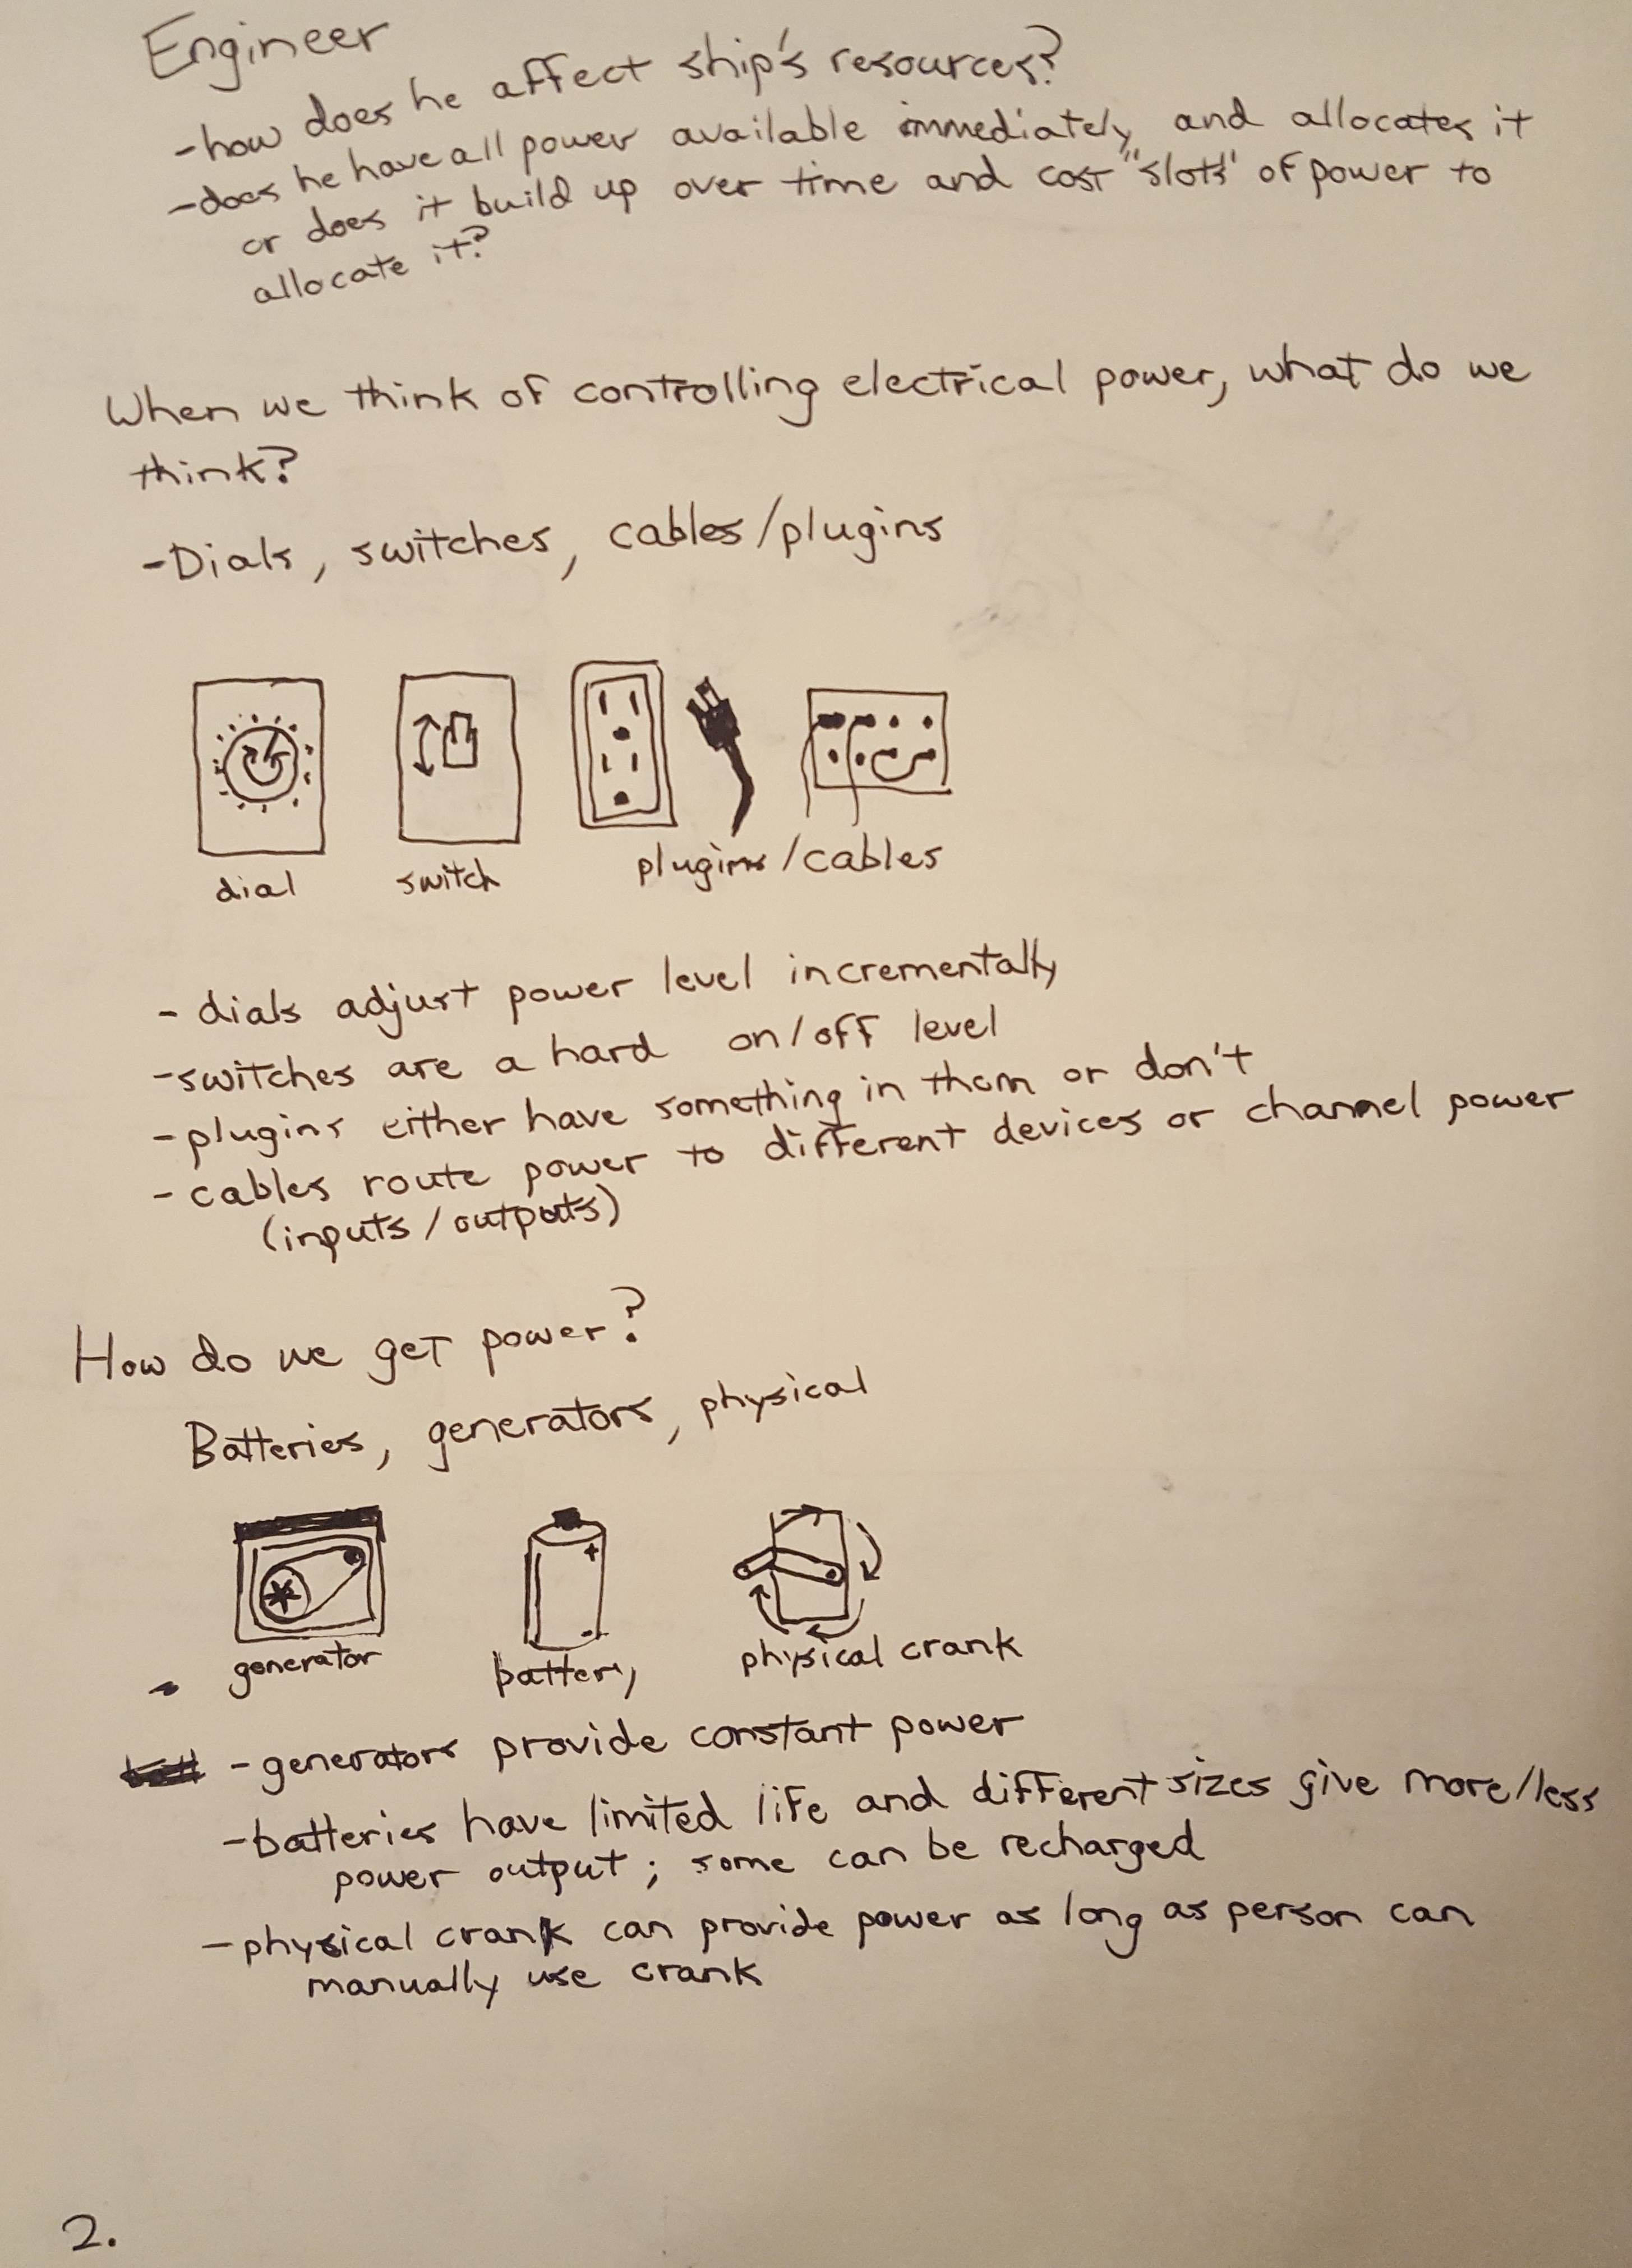 Engineer
-how does he affect ship's resources?
-does he have all power available immediately and allocates it
or does it build up over time and cost "slots" of power to
allocate it?
When we think of controlling electrical power, what do we
think?
-Dials, switches, cables/plugins
dial
switch
plugins/cables
- dials adjust power level incrementally
-switches are a hard on/off level
-plugins either have something in them or don't
-cables route power to different devices or channel power
(inputs/outputs)
How do we get power?
Batteries, generators, physical
+
-
generator
battery
physical crank
-generators provide constant power
-batteries have limited life and different sizes give more/less
power output; some can be recharged
-physical crank can provide power as long as person can
manually use crank
2.